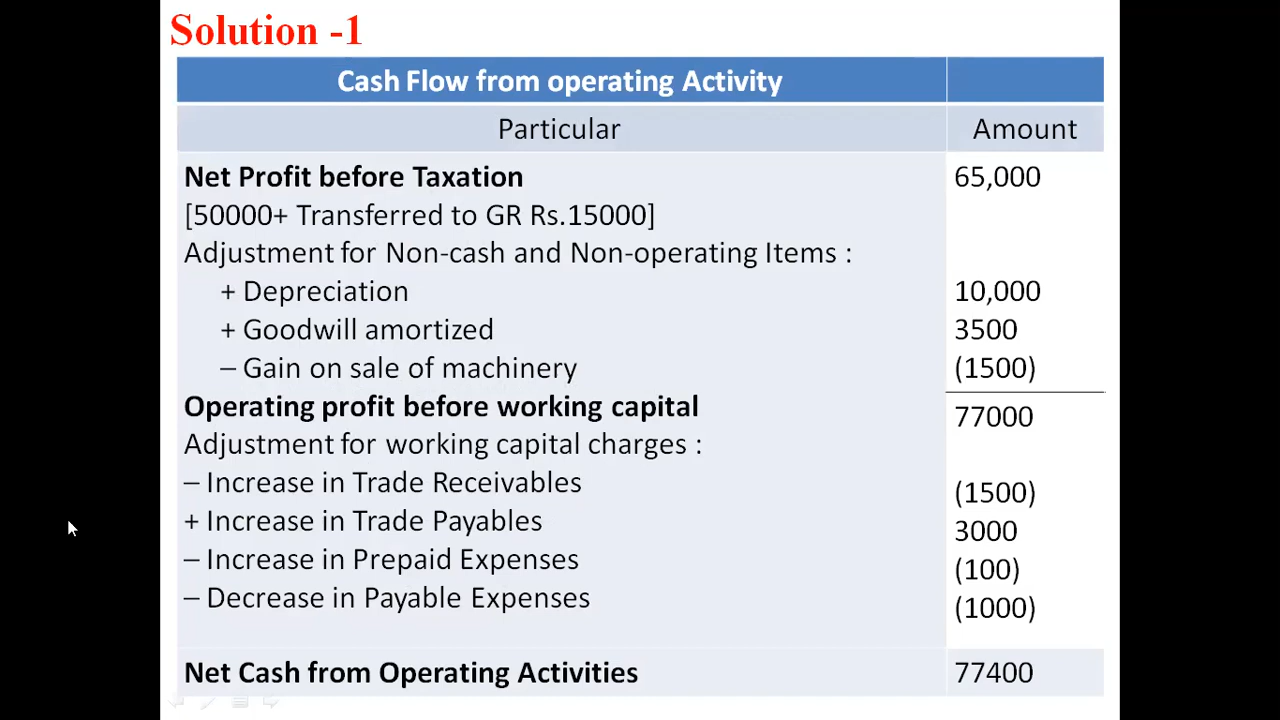 Solution -1
Cash Flow from operating Activity
Particular Amount
Net Profit before Taxation 65,000
[50000+ Transferred to GR Rs.15000]
Adjustment for Non-cash and Non-operating Items :
+ Depreciation 10,000
+ Goodwill amortized 3500
– Gain on sale of machinery (1500)
Operating profit before working capital 77000
Adjustment for working capital charges :
– Increase in Trade Receivables (1500)
+ Increase in Trade Payables 3000
– Increase in Prepaid Expenses (100)
– Decrease in Payable Expenses (1000)
Net Cash from Operating Activities 77400